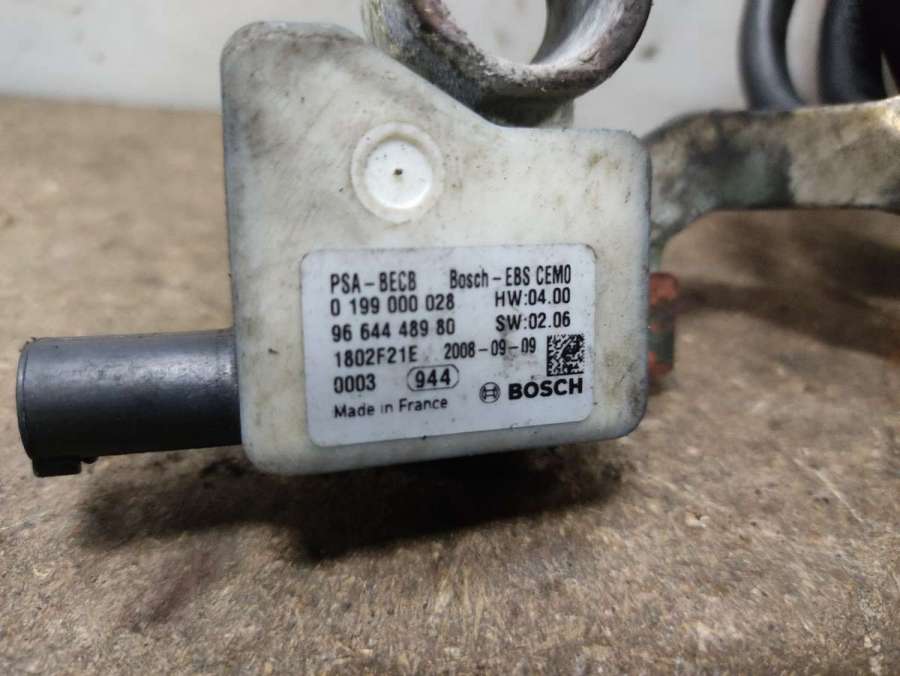 PSA-BECB Bosch-EBS CEM0
0 199 000 028 HW:04.00
96 644 489 80 SW:02.06
1802F21E 2008-09-09
0003 944 BOSCH
Made in France